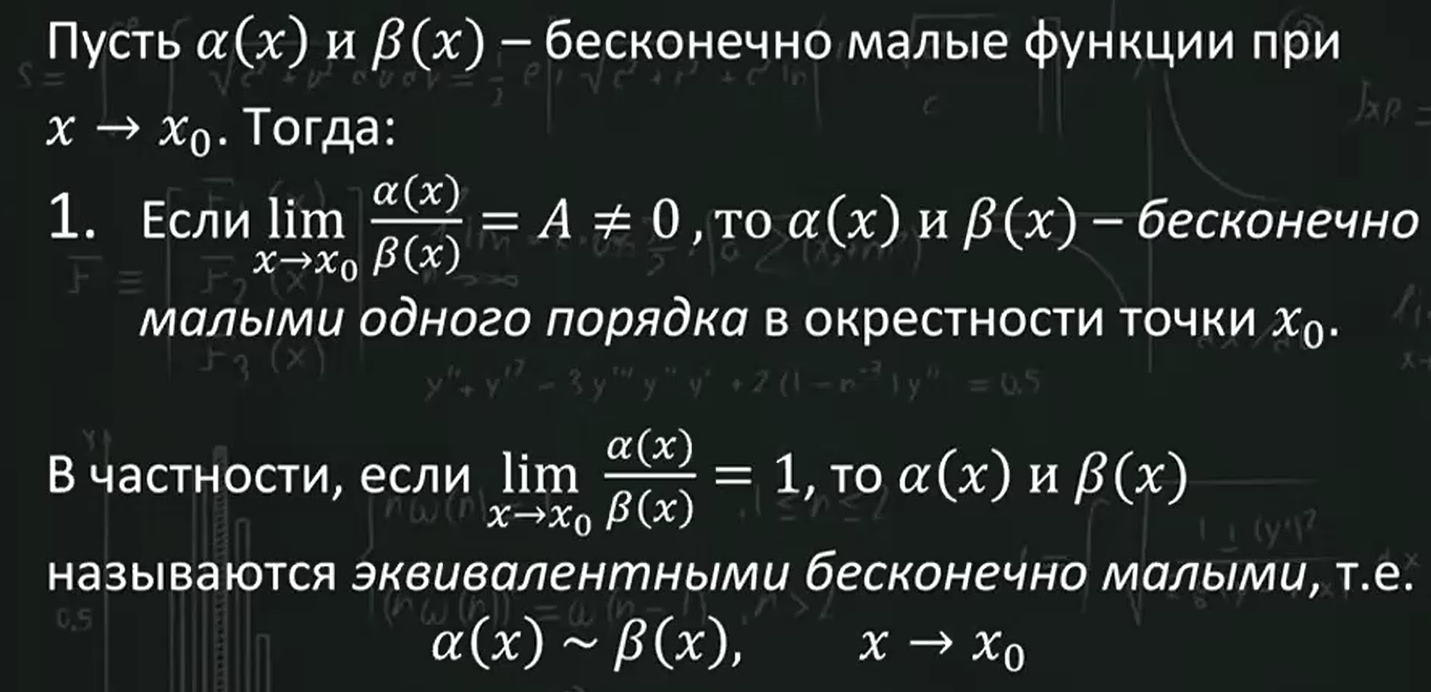 Пусть α(x) и β(x) – бесконечно малые функции при
x → x₀. Тогда:
1. Если lim x→x₀ α(x)/β(x) = A ≠ 0 , то α(x) и β(x) – бесконечно
малыми одного порядка в окрестности точки x₀.
В частности, если lim x→x₀ α(x)/β(x) = 1, то α(x) и β(x)
называются эквивалентными бесконечно малыми, т.е.
α(x) ~ β(x), x → x₀